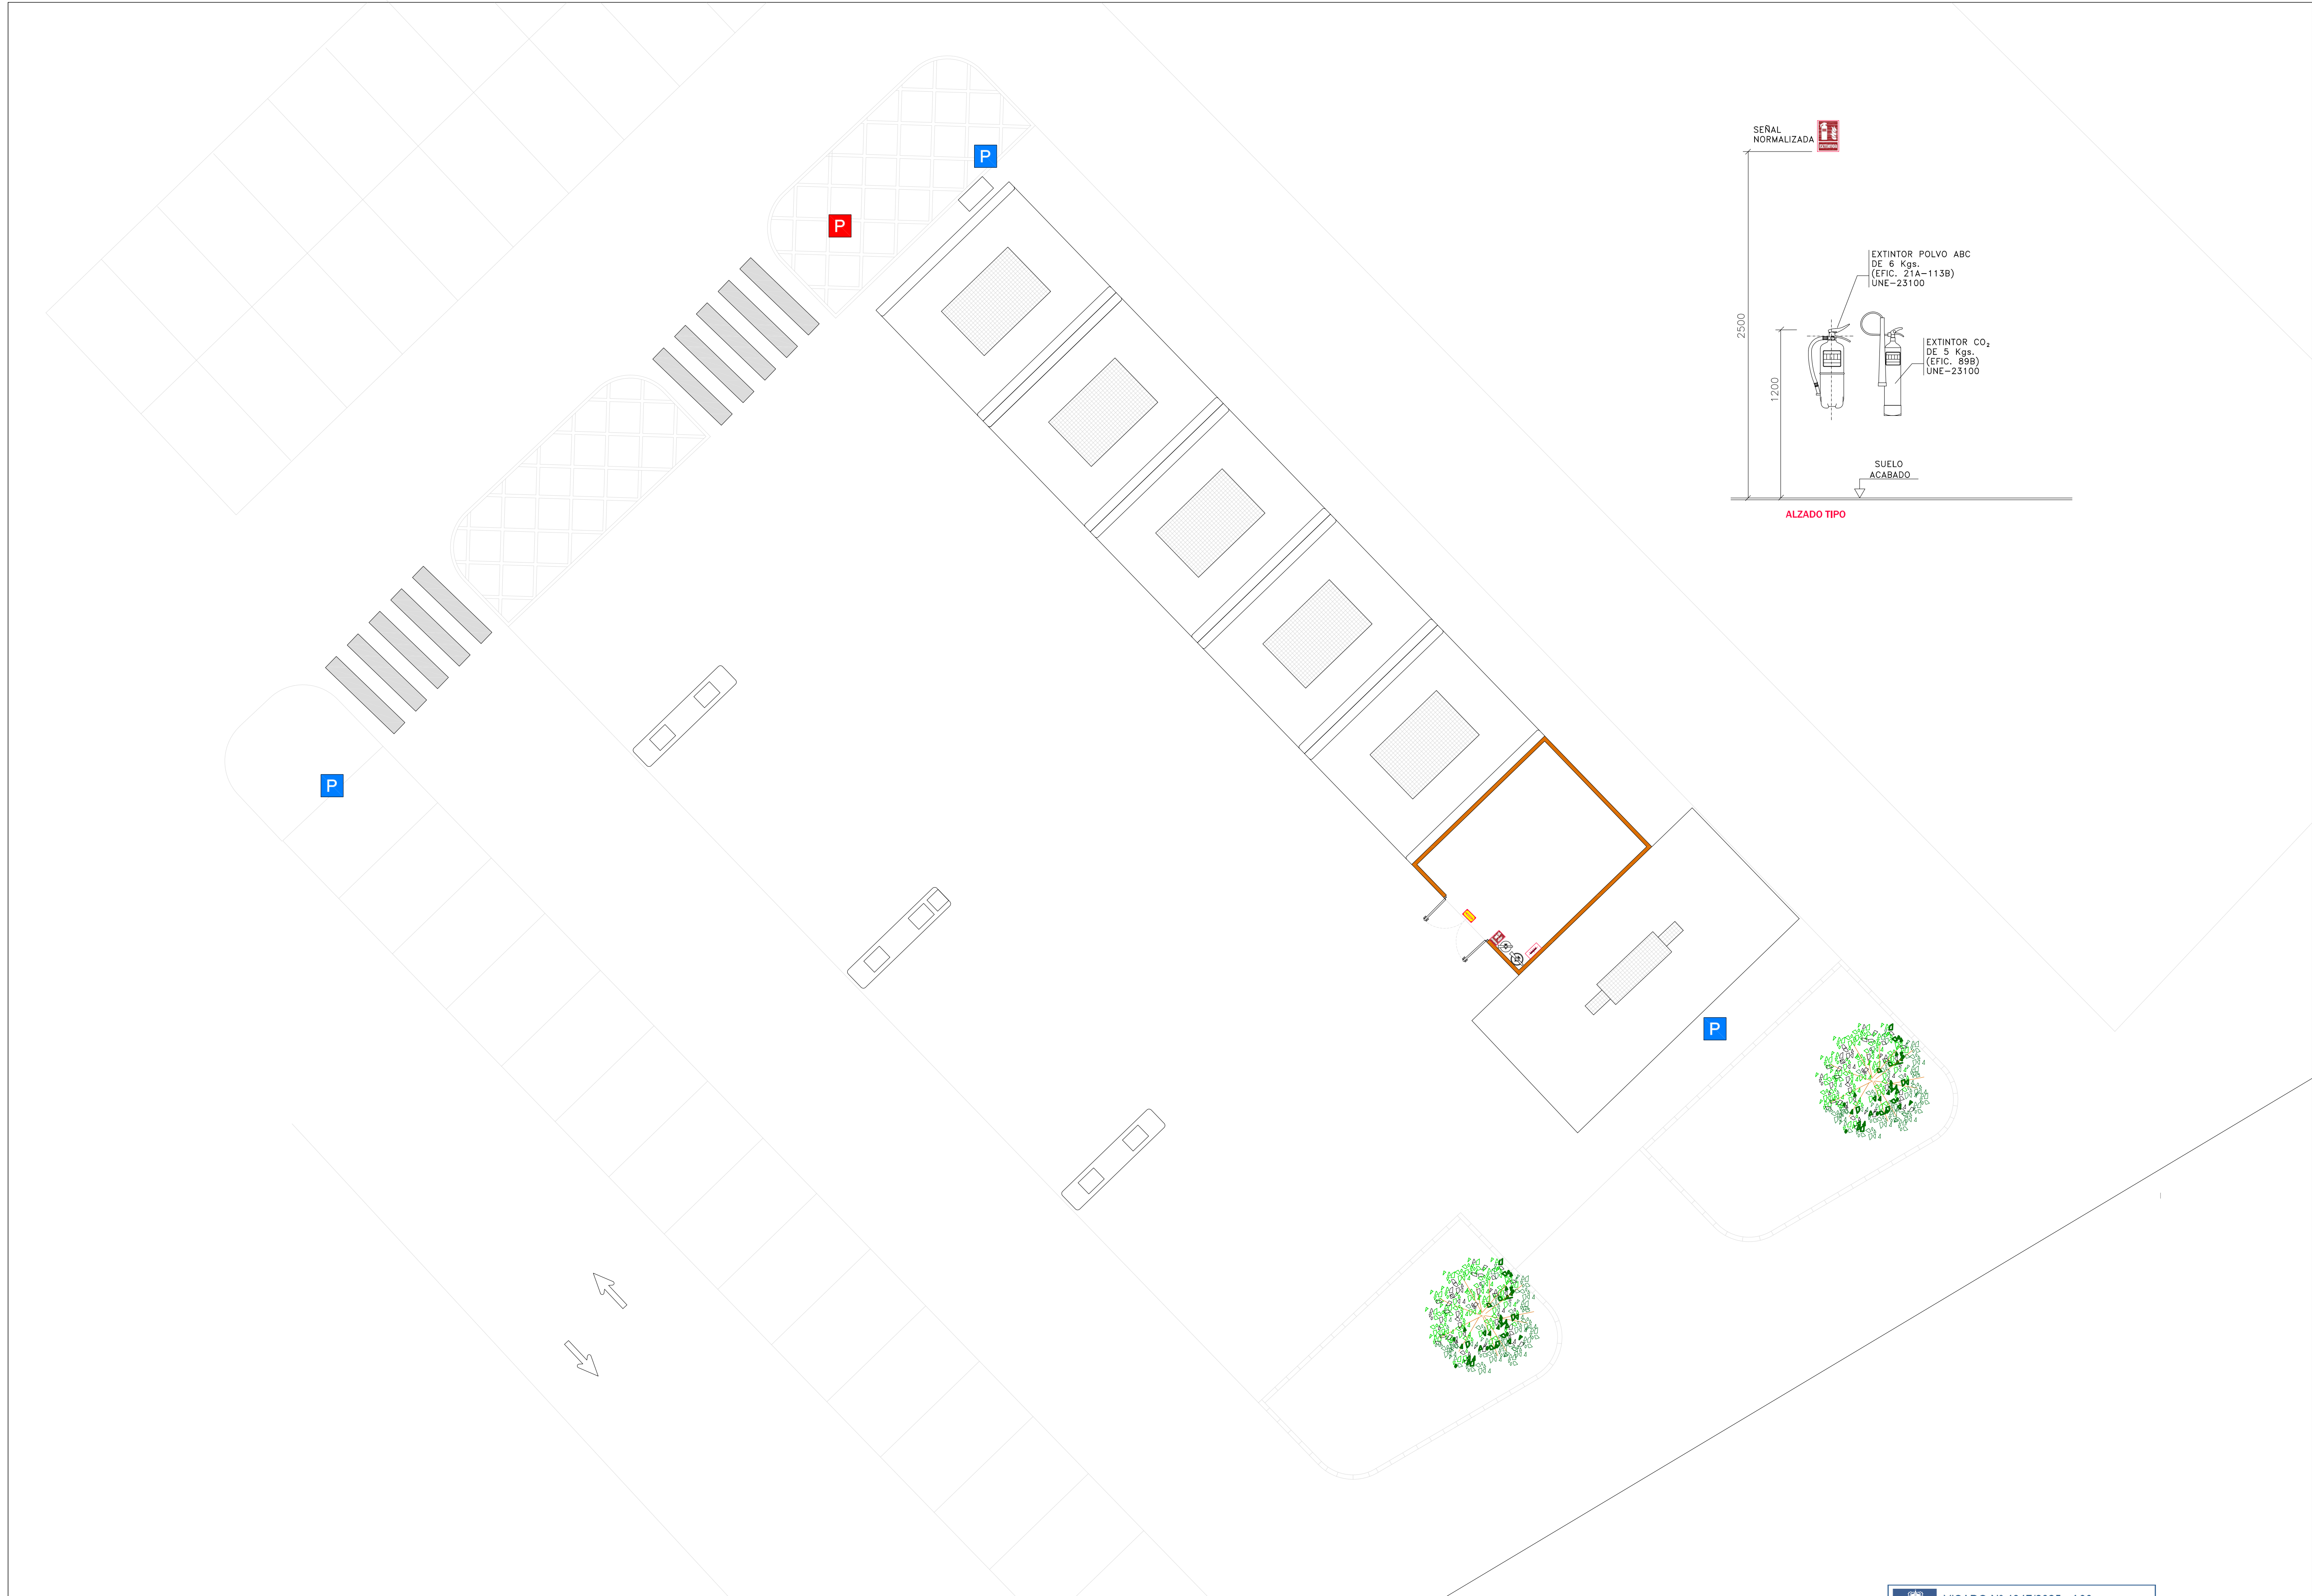 P
P
P
P
SEÑAL
NORMALIZADA
EXTINTOR POLVO ABC
DE 6 Kgs.
(EFIC. 21A-113B)
UNE-23100
2500
1200
EXTINTOR CO₂
DE 5 Kgs.
(EFIC. 89B)
UNE-23100
SUELO
ACABADO
ALZADO TIPO